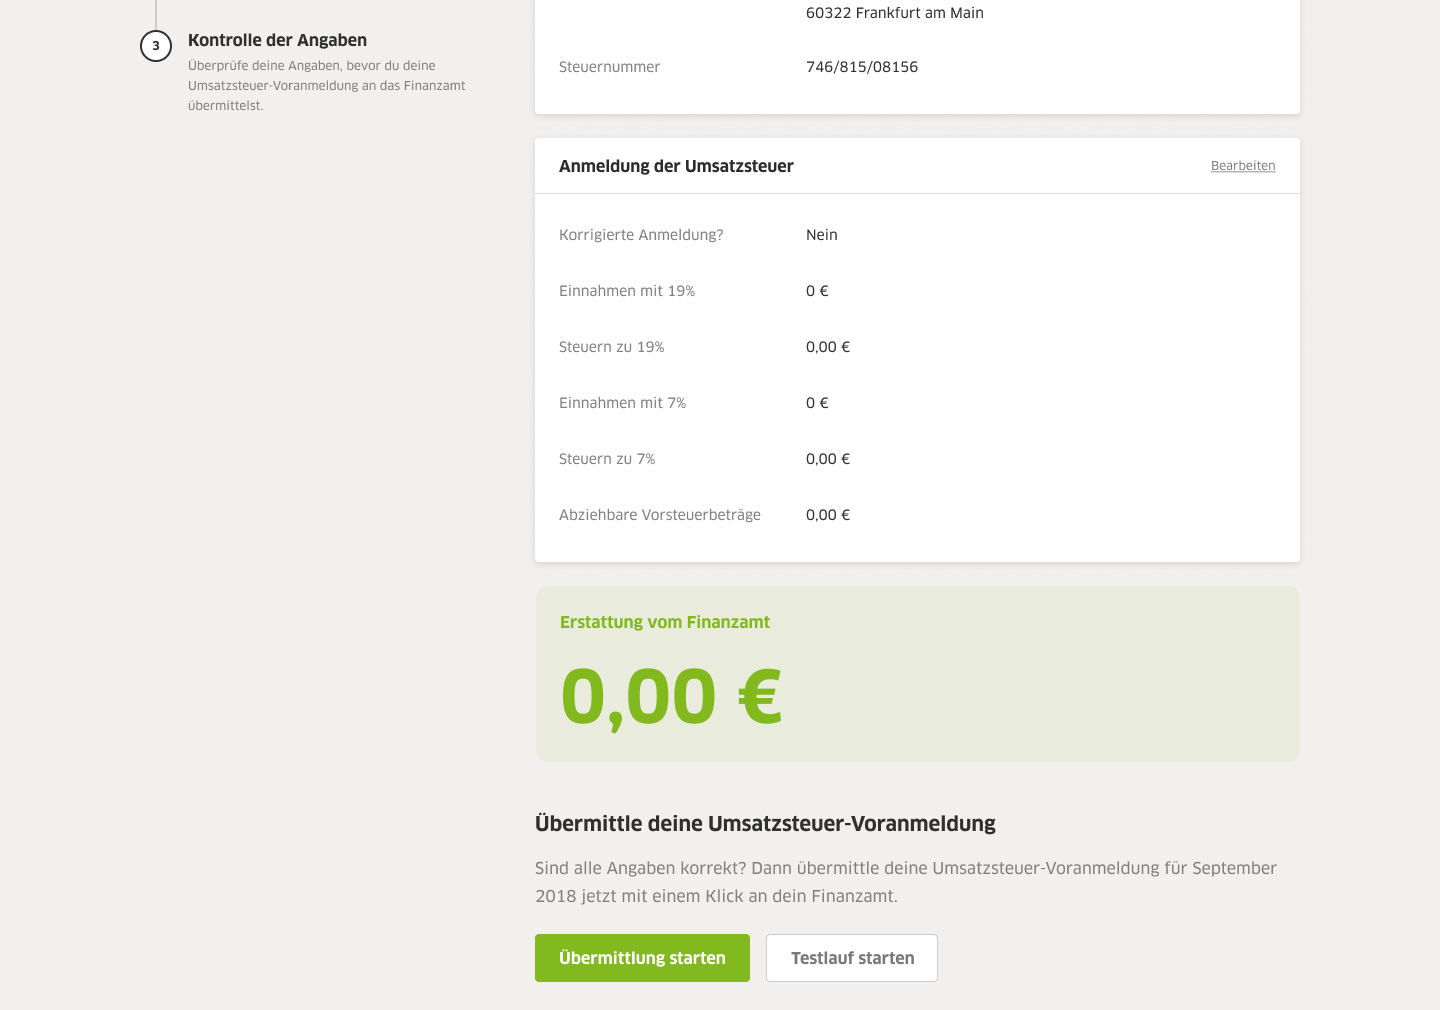 3
Kontrolle der Angaben
Überprüfe deine Angaben, bevor du deine
Umsatzsteuer-Voranmeldung an das Finanzamt
übermittelst.
60322 Frankfurt am Main
Steuernummer 746/815/08156
Anmeldung der Umsatzsteuer Bearbeiten
Korrigierte Anmeldung? Nein
Einnahmen mit 19% 0 €
Steuern zu 19% 0,00 €
Einnahmen mit 7% 0 €
Steuern zu 7% 0,00 €
Abziehbare Vorsteuerbeträge 0,00 €
Erstattung vom Finanzamt
0,00 €
Übermittle deine Umsatzsteuer-Voranmeldung
Sind alle Angaben korrekt? Dann übermittle deine Umsatzsteuer-Voranmeldung für September
2018 jetzt mit einem Klick an dein Finanzamt.
Übermittlung starten Testlauf starten